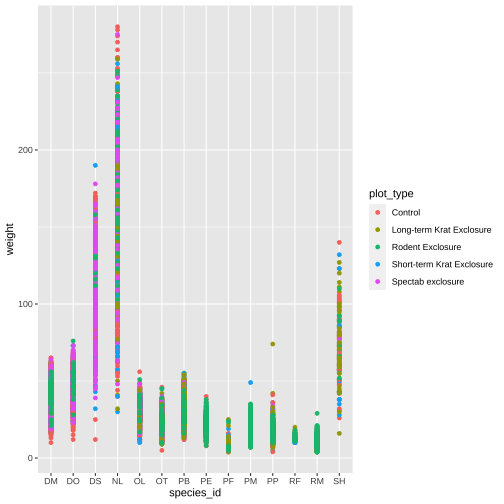 weight
200
100
0
DM DO DS NL OL OT PB PE PF PM PP RF RM SH
species_id
plot_type
Control
Long-term Krat Exclosure
Rodent Exclosure
Short-term Krat Exclosure
Spectab exclosure